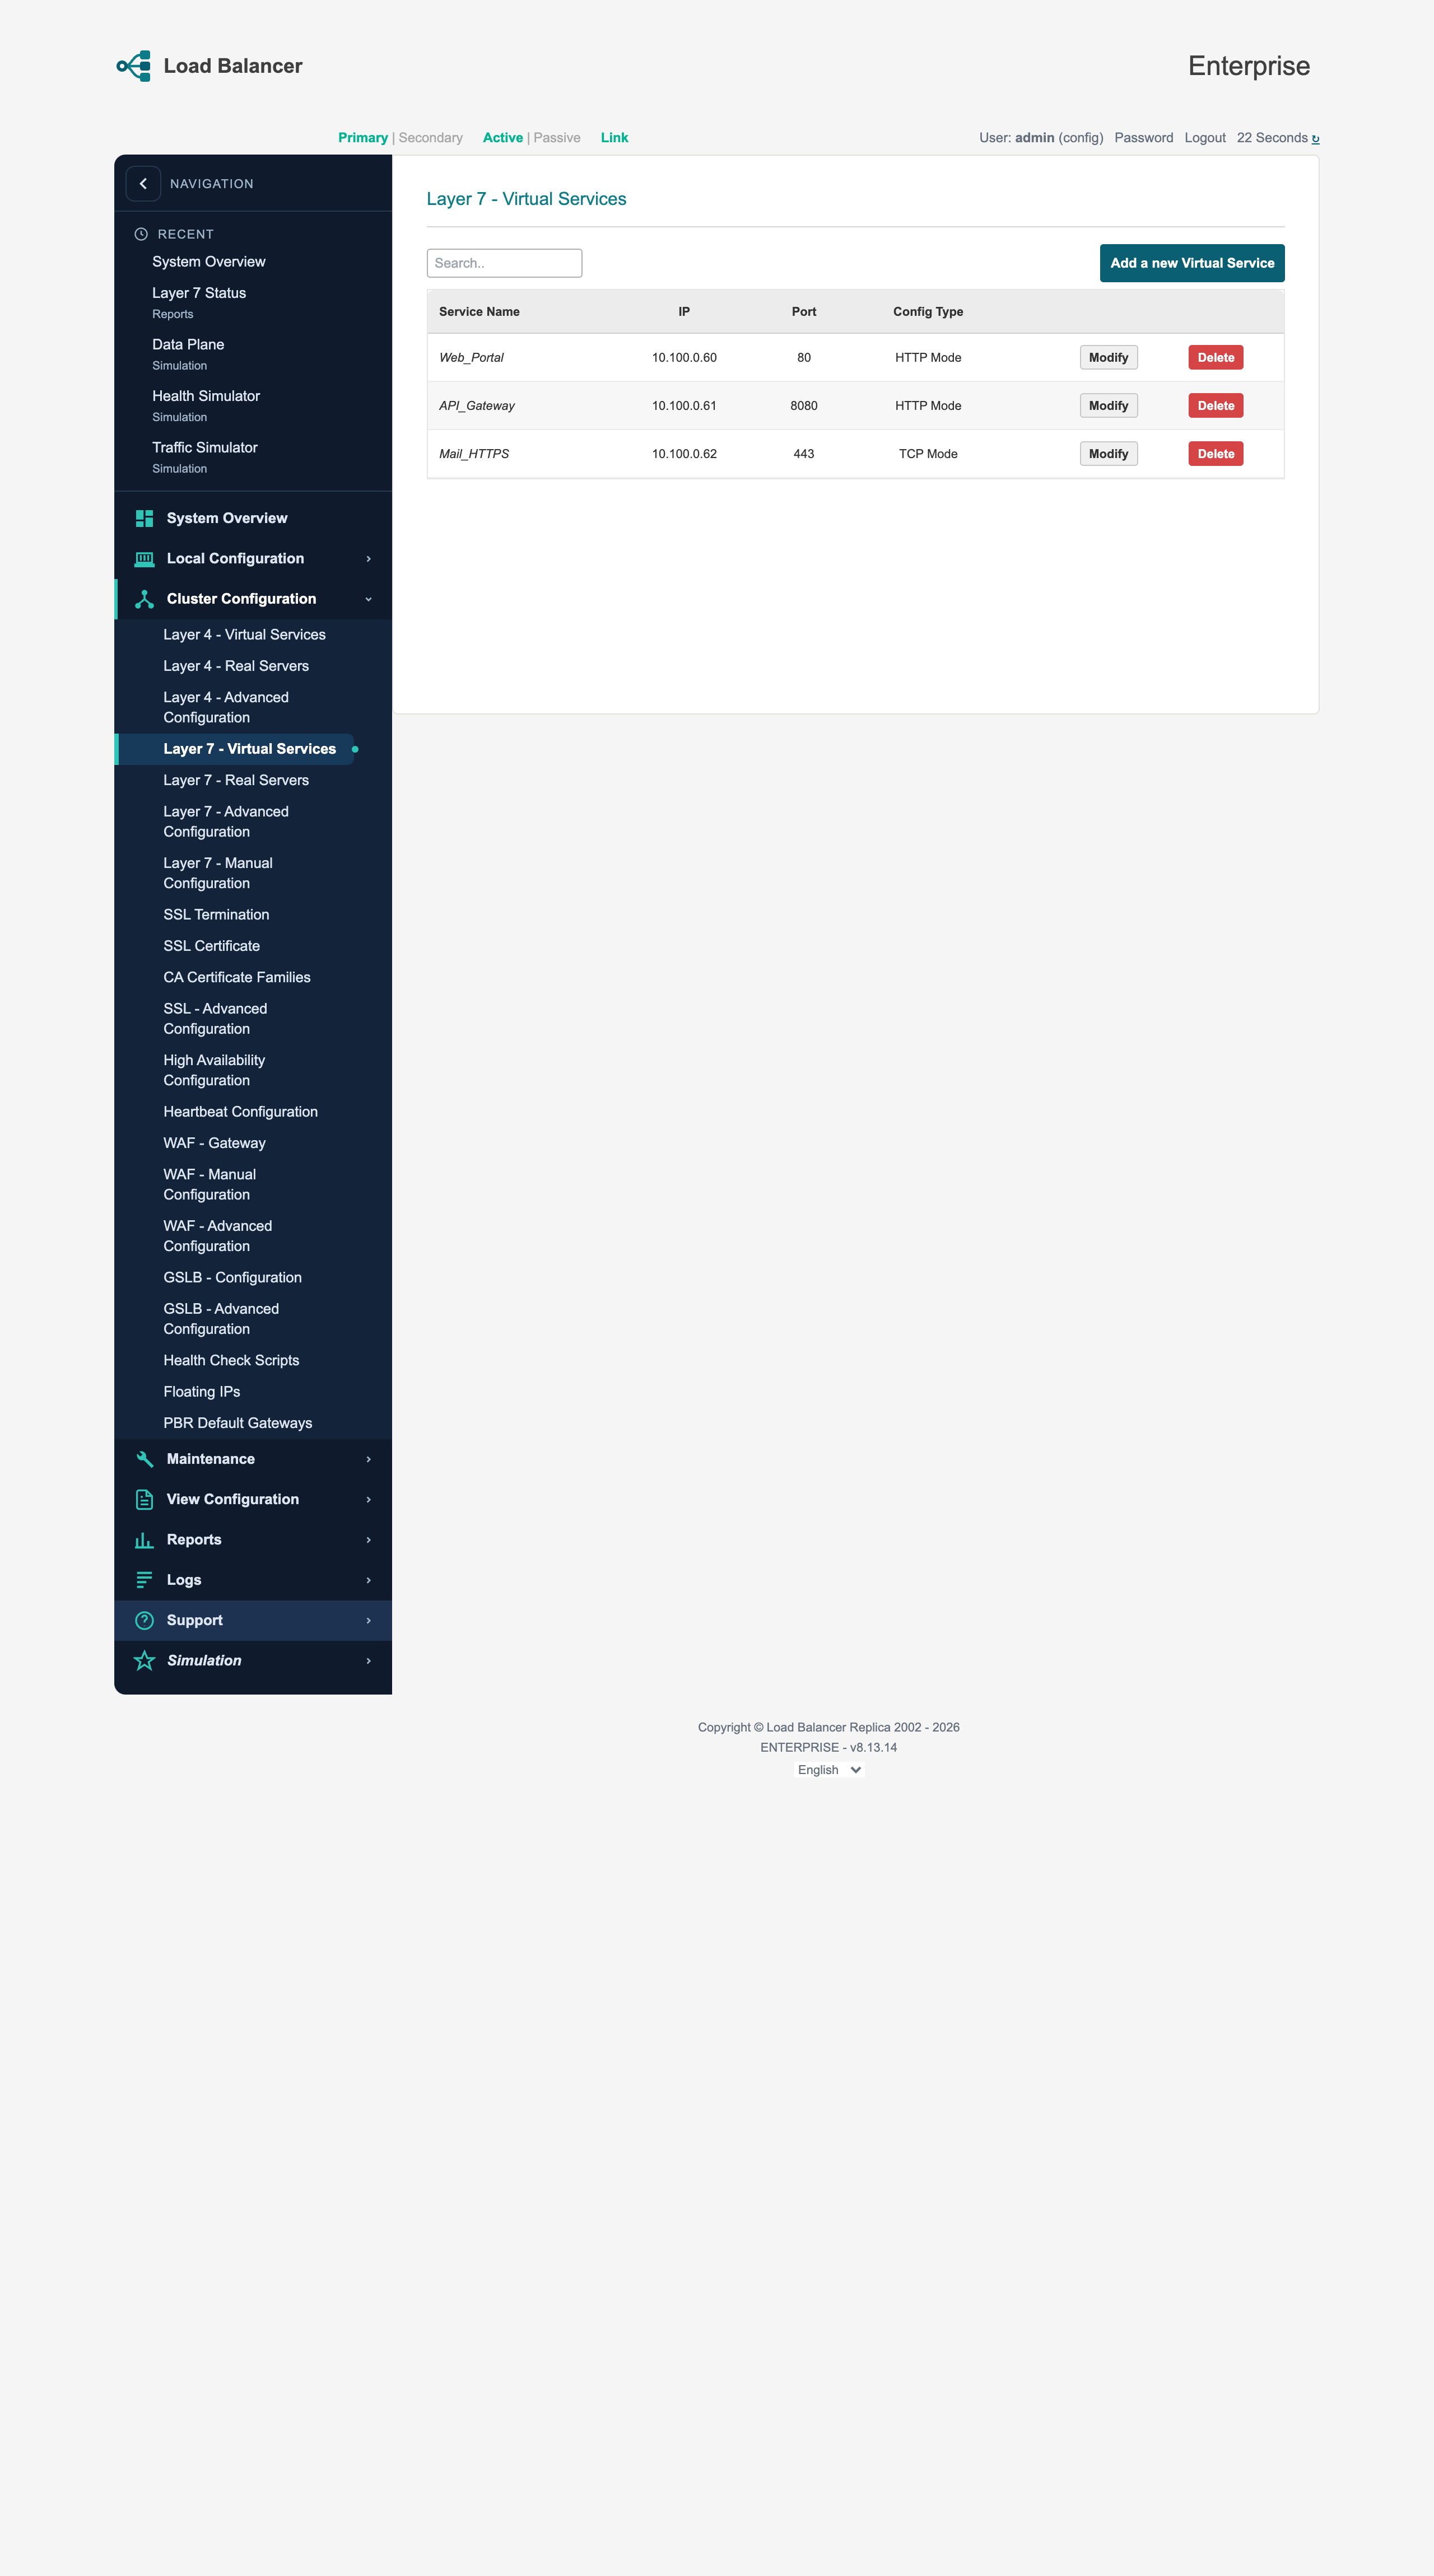 Load Balancer
Enterprise
Primary | Secondary Active | Passive Link
User: admin (config) Password Logout 22 Seconds ↻
NAVIGATION
RECENT
System Overview
Layer 7 Status
Reports
Data Plane
Simulation
Health Simulator
Simulation
Traffic Simulator
Simulation
System Overview
Local Configuration
Cluster Configuration
Layer 4 - Virtual Services
Layer 4 - Real Servers
Layer 4 - Advanced
Configuration
Layer 7 - Virtual Services
Layer 7 - Real Servers
Layer 7 - Advanced
Configuration
Layer 7 - Manual
Configuration
SSL Termination
SSL Certificate
CA Certificate Families
SSL - Advanced
Configuration
High Availability
Configuration
Heartbeat Configuration
WAF - Gateway
WAF - Manual
Configuration
WAF - Advanced
Configuration
GSLB - Configuration
GSLB - Advanced
Configuration
Health Check Scripts
Floating IPs
PBR Default Gateways
Maintenance
View Configuration
Reports
Logs
Support
Simulation
Layer 7 - Virtual Services
Search..
Add a new Virtual Service
Service Name IP Port Config Type
Web_Portal 10.100.0.60 80 HTTP Mode Modify Delete
API_Gateway 10.100.0.61 8080 HTTP Mode Modify Delete
Mail_HTTPS 10.100.0.62 443 TCP Mode Modify Delete
Copyright © Load Balancer Replica 2002 - 2026
ENTERPRISE - v8.13.14
English